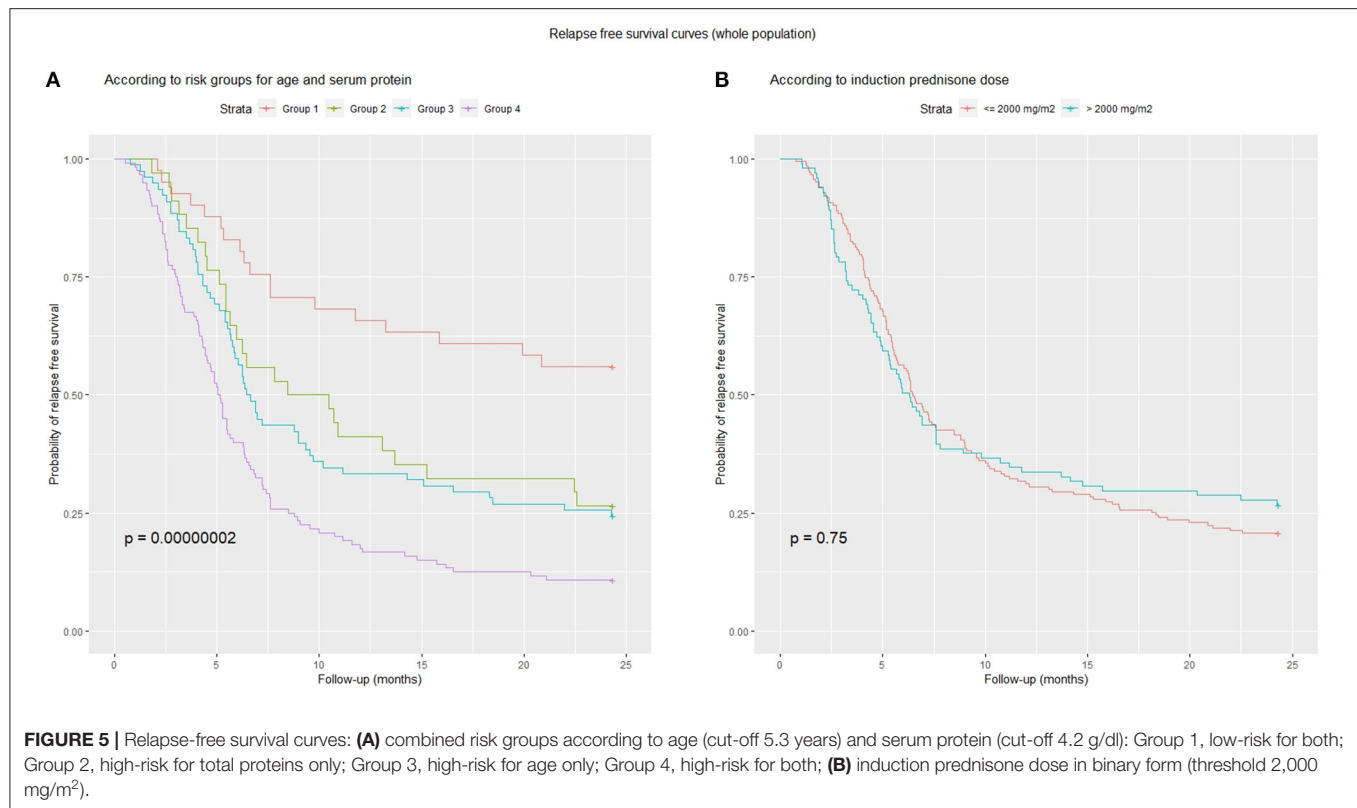 Relapse free survival curves (whole population)
A
According to risk groups for age and serum protein
Strata Group 1 Group 2 Group 3 Group 4
1.00
0.75
0.50
0.25
0.00
Probability of relapse free survival
p = 0.00000002
0 5 10 15 20 25
Follow-up (months)
B
According to induction prednisone dose
Strata <= 2000 mg/m2 > 2000 mg/m2
1.00
0.75
0.50
0.25
0.00
Probability of relapse free survival
p = 0.75
0 5 10 15 20 25
Follow-up (months)
FIGURE 5 | Relapse-free survival curves: (A) combined risk groups according to age (cut-off 5.3 years) and serum protein (cut-off 4.2 g/dl): Group 1, low-risk for both;
Group 2, high-risk for total proteins only; Group 3, high-risk for age only; Group 4, high-risk for both; (B) induction prednisone dose in binary form (threshold 2,000
mg/m²).